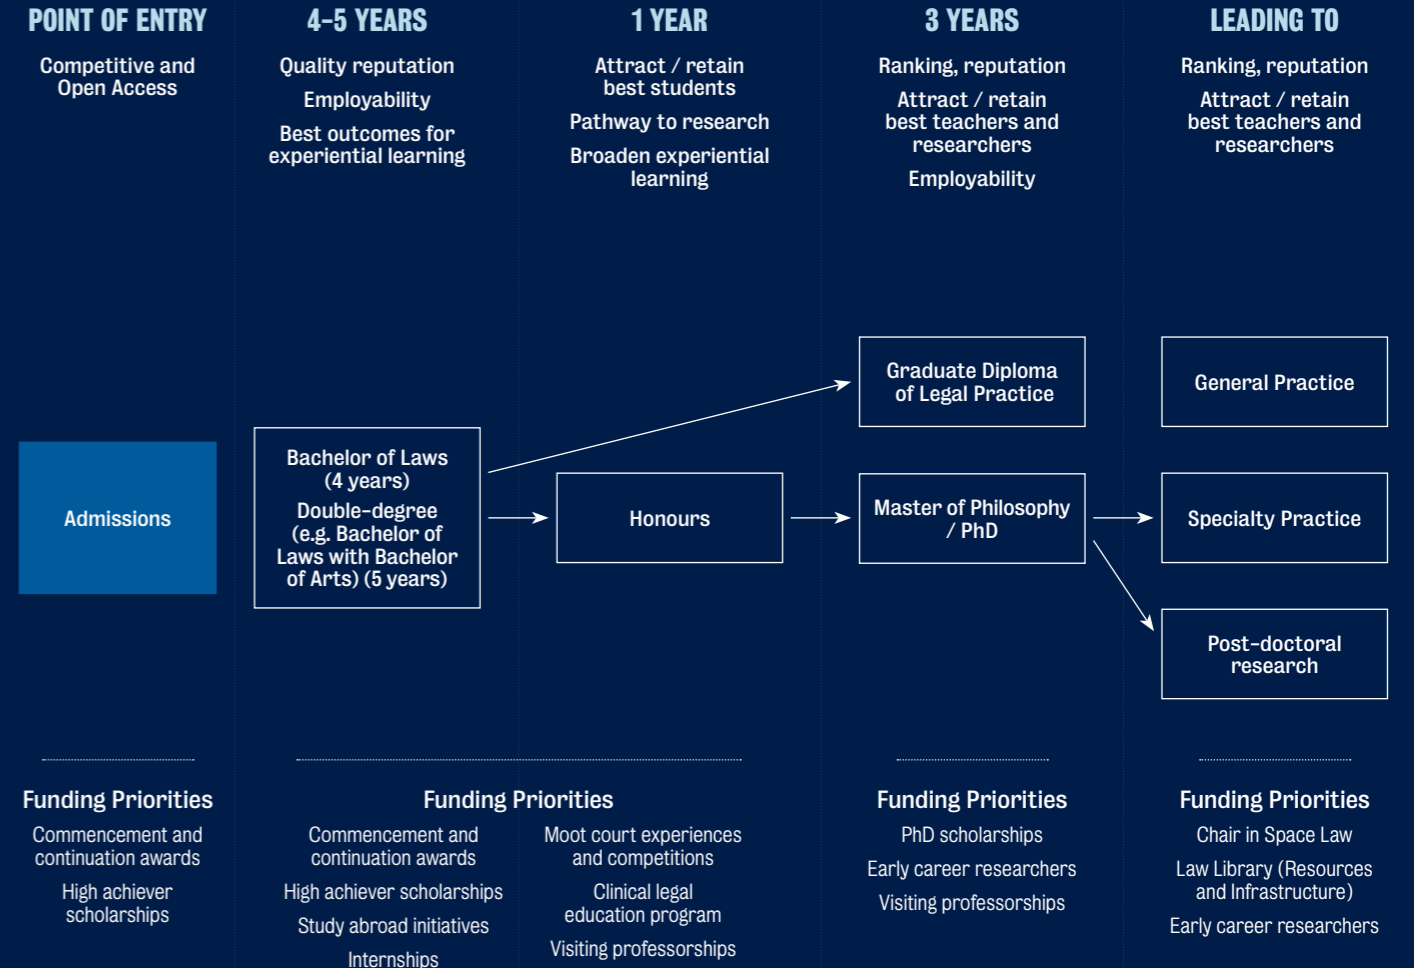 POINT OF ENTRY
Competitive and
Open Access
4-5 YEARS
Quality reputation
Employability
Best outcomes for
experiential learning
1 YEAR
Attract / retain
best students
Pathway to research
Broaden experiential
learning
3 YEARS
Ranking, reputation
Attract / retain
best teachers and
researchers
Employability
LEADING TO
Ranking, reputation
Attract / retain
best teachers and
researchers
Admissions
Bachelor of Laws
(4 years)
Double-degree
(e.g. Bachelor of
Laws with Bachelor
of Arts) (5 years)
Honours
Graduate Diploma
of Legal Practice
Master of Philosophy
/ PhD
General Practice
Specialty Practice
Post-doctoral
research
Funding Priorities
Commencement and
continuation awards
High achiever
scholarships
Funding Priorities
Commencement and
continuation awards
High achiever scholarships
Study abroad initiatives
Internships
Moot court experiences
and competitions
Clinical legal
education program
Visiting professorships
Funding Priorities
PhD scholarships
Early career researchers
Visiting professorships
Funding Priorities
Chair in Space Law
Law Library (Resources
and Infrastructure)
Early career researchers